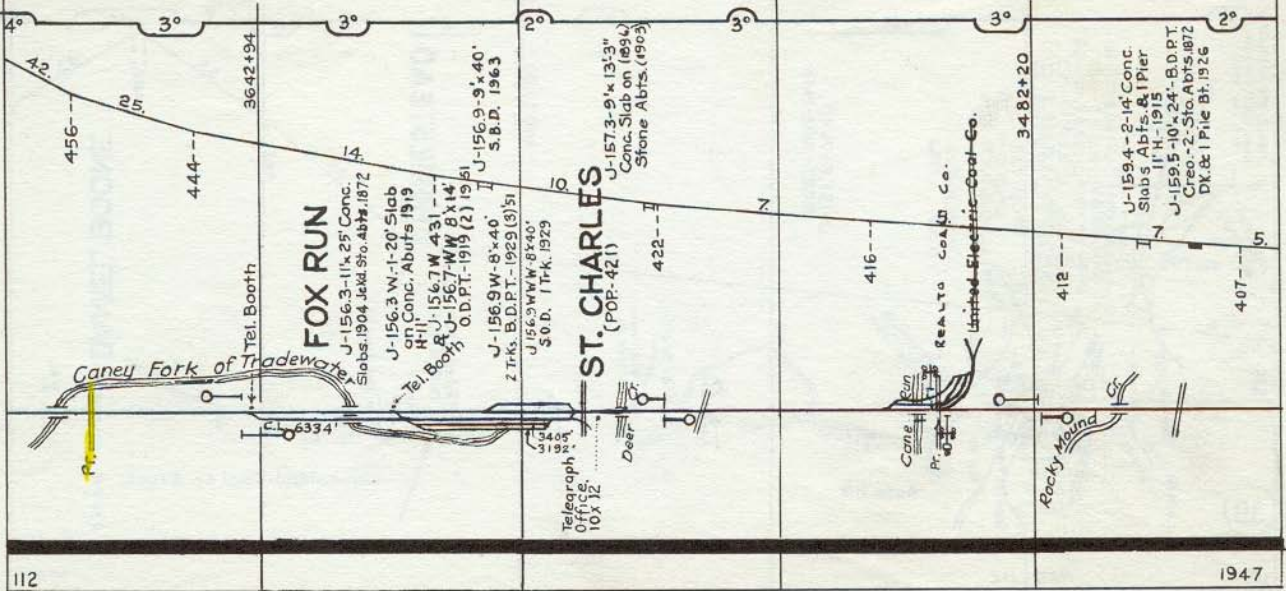 4°
3°
3°
2°
3°
3°
2°
42.
25.
14.
10.
7.
7.
5.
456
444
3642+94
422
416
3482+20
412
407
FOX RUN
J-156.3-11'x 25' Conc.
Slabs.1904 Jekd. Sto. Abts. 1872
J-156.3 W.-1-20' Slab
on Conc. Abuts 1919
H-11'
J-156.7 W 431
J-156.7-WW 8'x14'
O.D.P.T.-1919 (2) 1951
J-156.9-9'x40'
S.B.D. 1963
J-156.9W-8'x40'
2 Trks. B.D.P.T.-1929 (3)'51
J156.9WWW-8'x40'
S.O.D. 1 Trk. 1929
ST. CHARLES
(POP.-421)
J-157.3-9'x 13'-3"
Conc. Slab on (1896)
Stone Abts. (1903)
REALTO COAL Co.
United Electric Coal Co.
J-159.4-2-14' Conc.
Slabs Abts. & 1 Pier
11' H.-1915
J-159.5-10'x 24'-B.D.P.T.
Creo.-2-Sto. Abts. 1872
DK. & 1 Pile Bt. 1926
Tel. Booth
Caney Fork of Tradewater
Tel. Booth
Pr.
C.L. 6334'
3405'
3192'
Telegraph
Office.
10 X 12'
Deer Cr.
Cane Run
Pr.
Rocky Mound Cr.
112
1947